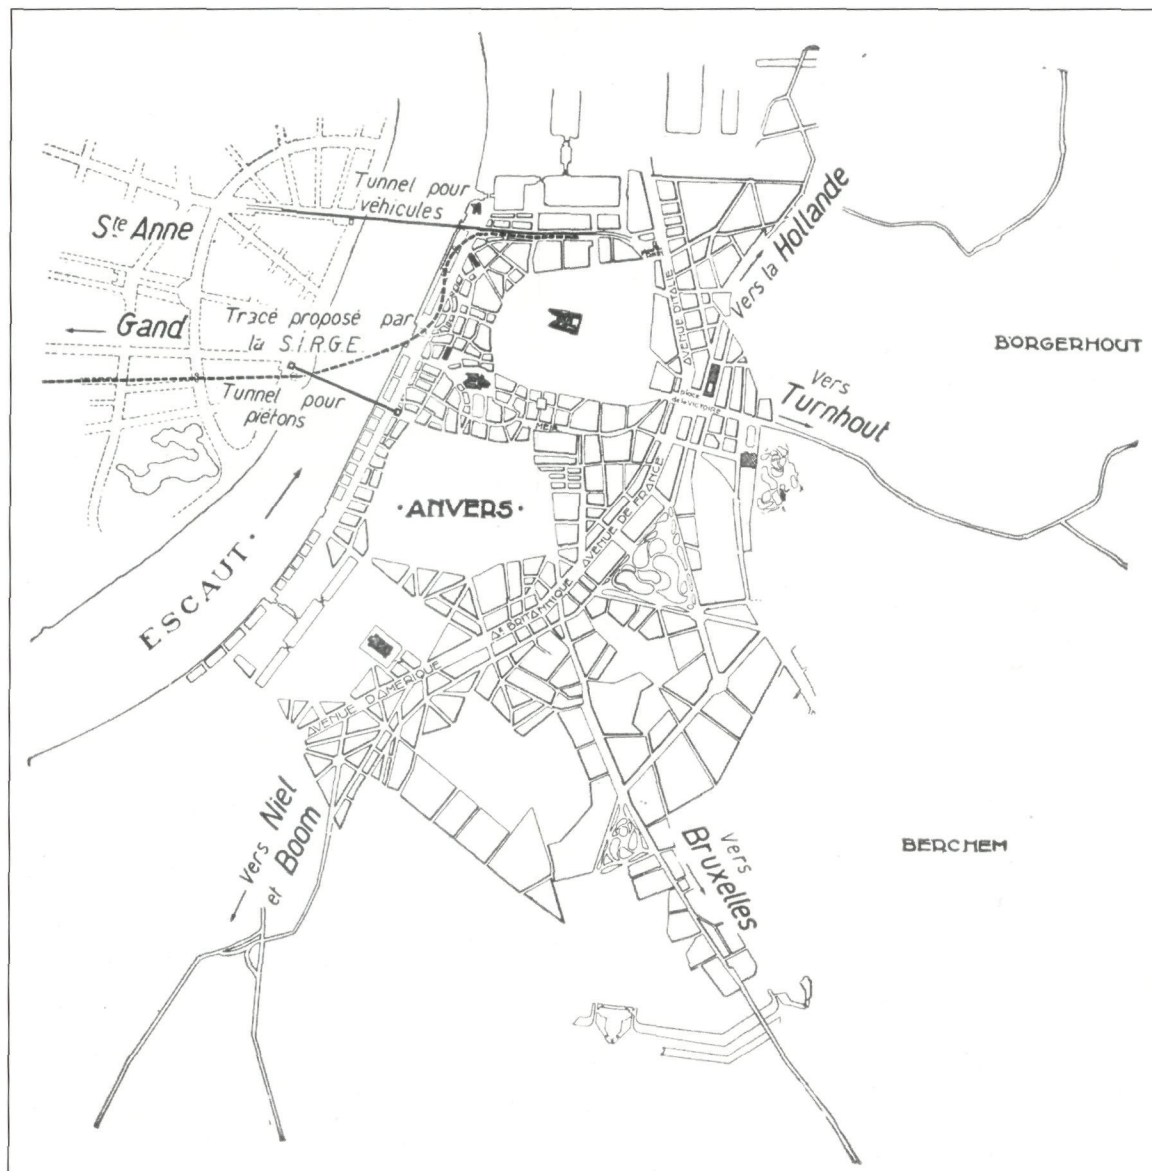 Tunnel pour
véhicules
Ste Anne
Gand
Tracé proposé par
la S.I.R.G.E.
Tunnel pour
piétons
Vers la Hollande
BORGERHOUT
Vers
Turnhout
AVENUE D'ITALIE
Place
de la VICTOIRE
MEIR
·ANVERS·
ESCAUT·
AVENUE DE FRANCE
Ae BRITANNIQUE
AVENUE D'AMERIQUE
vers Niel
et Boom
vers
Bruxelles
BERCHEM